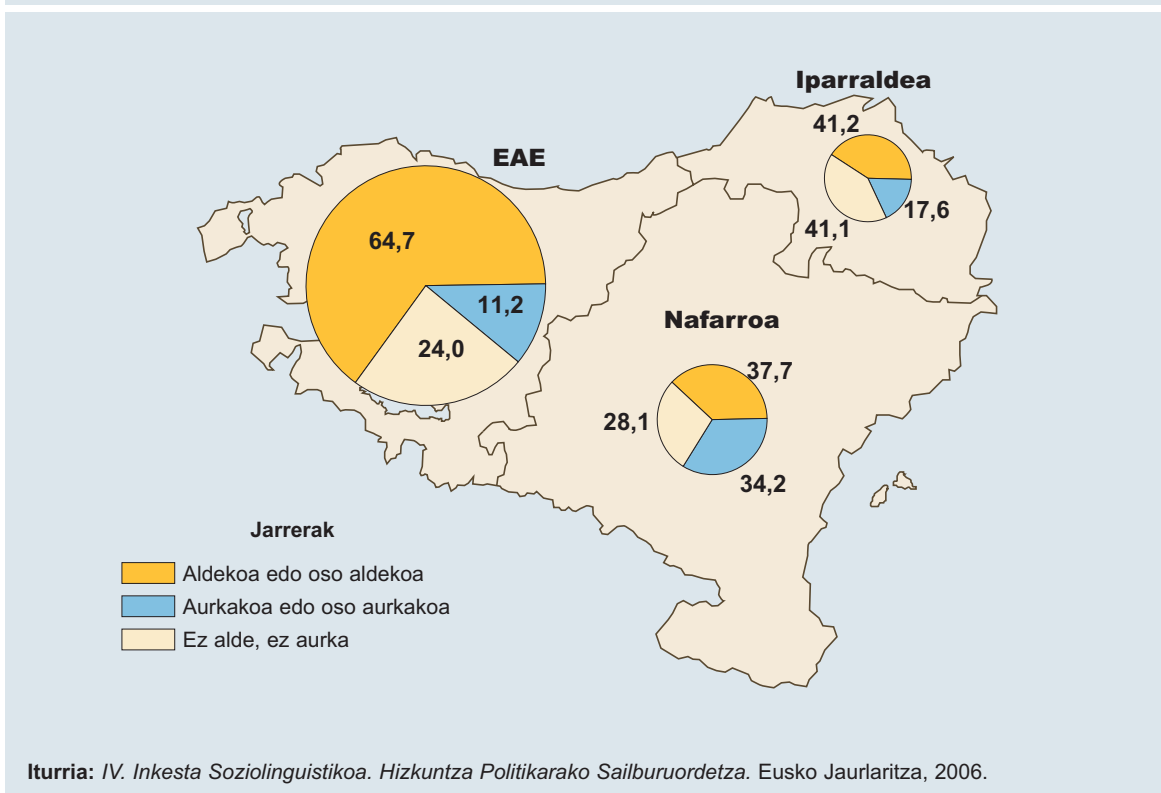 Iparraldea
41,2
17,6
41,1
EAE
64,7
11,2
24,0
Nafarroa
37,7
28,1
34,2
Jarrerak
Aldekoa edo oso aldekoa
Aurkakoa edo oso aurkakoa
Ez alde, ez aurka
Iturria: IV. Inkesta Soziolinguistikoa. Hizkuntza Politikarako Sailburuordetza. Eusko Jaurlaritza, 2006.